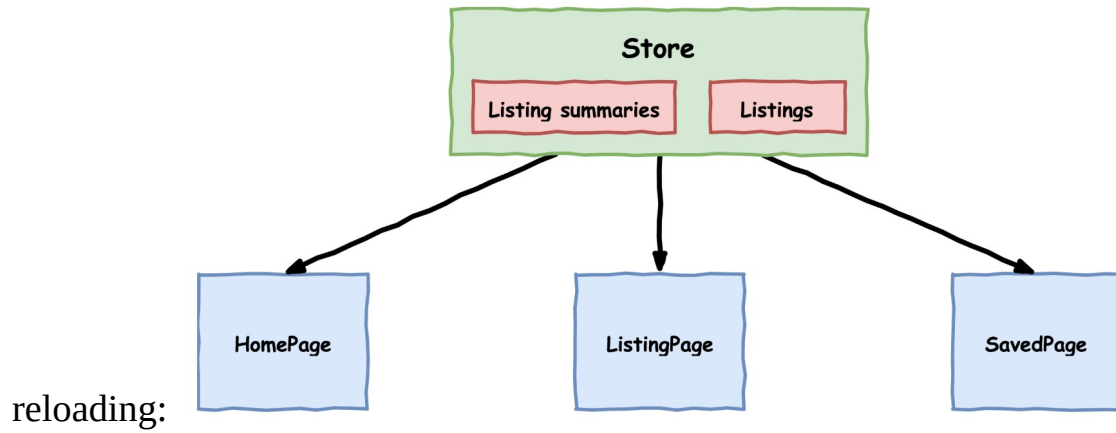 Store
Listing summaries
Listings
HomePage
ListingPage
SavedPage
reloading: